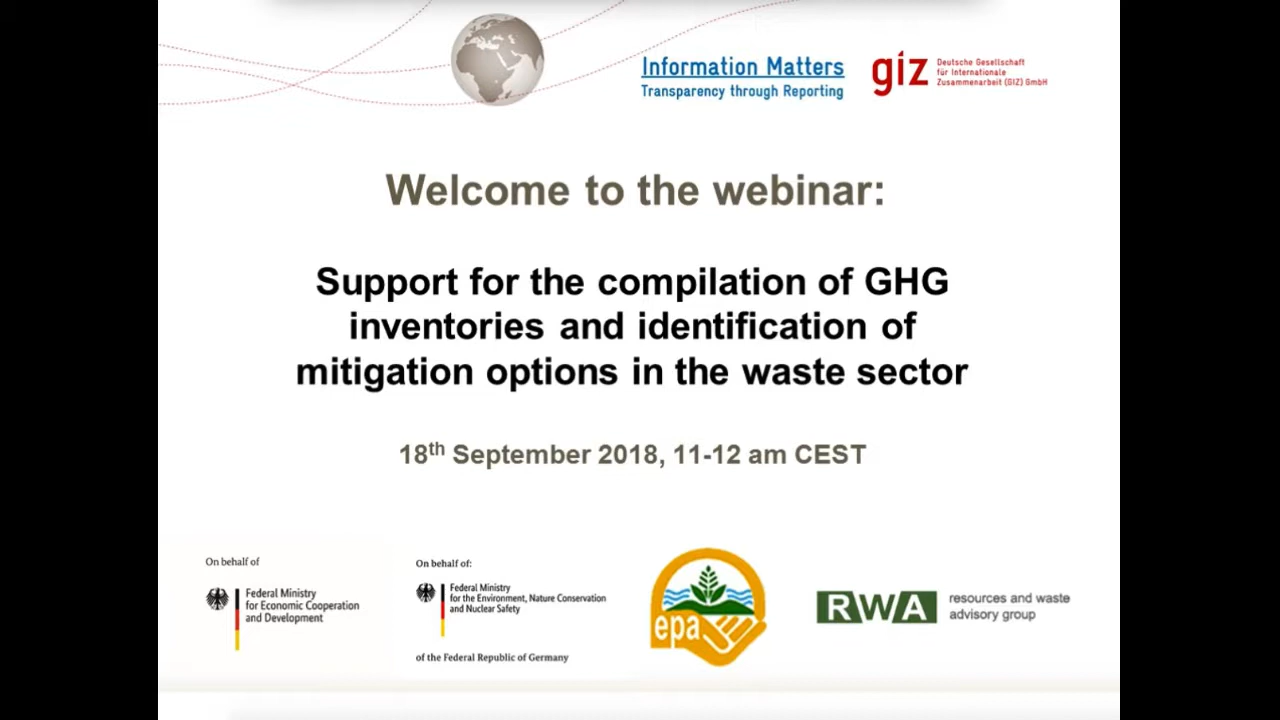 Information Matters
Transparency through Reporting
giz
Deutsche Gesellschaft
für Internationale
Zusammenarbeit (GIZ) GmbH
Welcome to the webinar:
Support for the compilation of GHG
inventories and identification of
mitigation options in the waste sector
18th September 2018, 11-12 am CEST
On behalf of
Federal Ministry
for Economic Cooperation
and Development
On behalf of:
Federal Ministry
for the Environment, Nature Conservation
and Nuclear Safety
of the Federal Republic of Germany
epa
RWA
resources and waste
advisory group